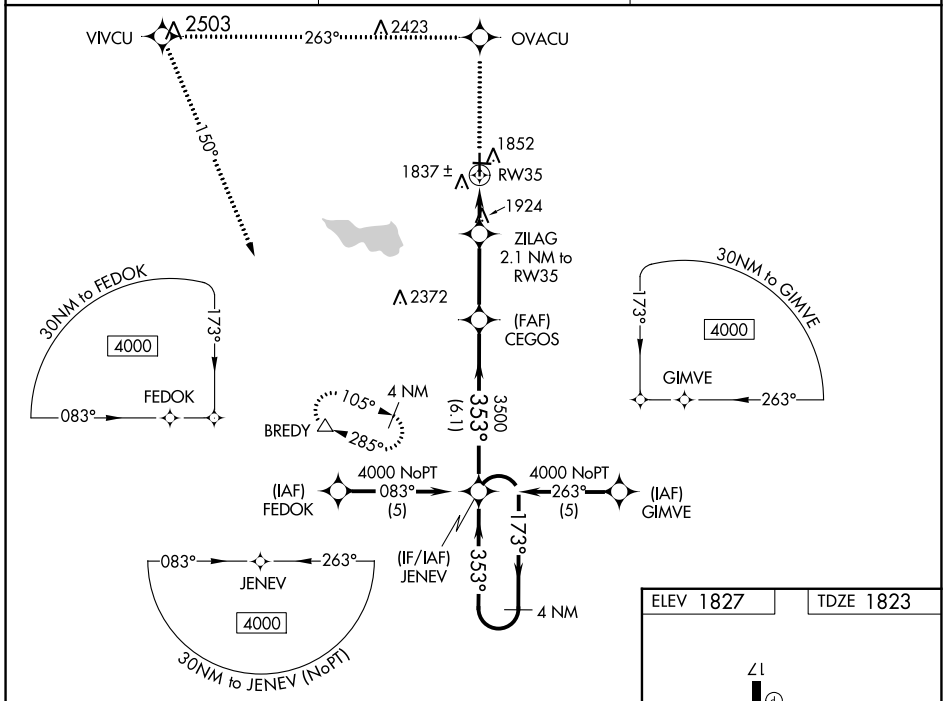 VIVCU
2503
263°
2423
OVACU
150°
1852
1837 ±
RW35
1924
ZILAG
2.1 NM to
RW35
2372
(FAF)
CEGOS
30NM to FEDOK
4000
173°
FEDOK
083°
30NM to GIMVE
173°
4000
GIMVE
263°
4 NM
105°
BREDY
285°
3500
353°
(6.1)
4000 NoPT
(IAF)
083°
FEDOK
(5)
4000 NoPT
263°
(IAF)
(5)
GIMVE
(IF/IAF)
JENEV
353°
173°
4 NM
083°
263°
JENEV
4000
30NM to JENEV (NoPT)
ELEV 1827
TDZE 1823
17
P